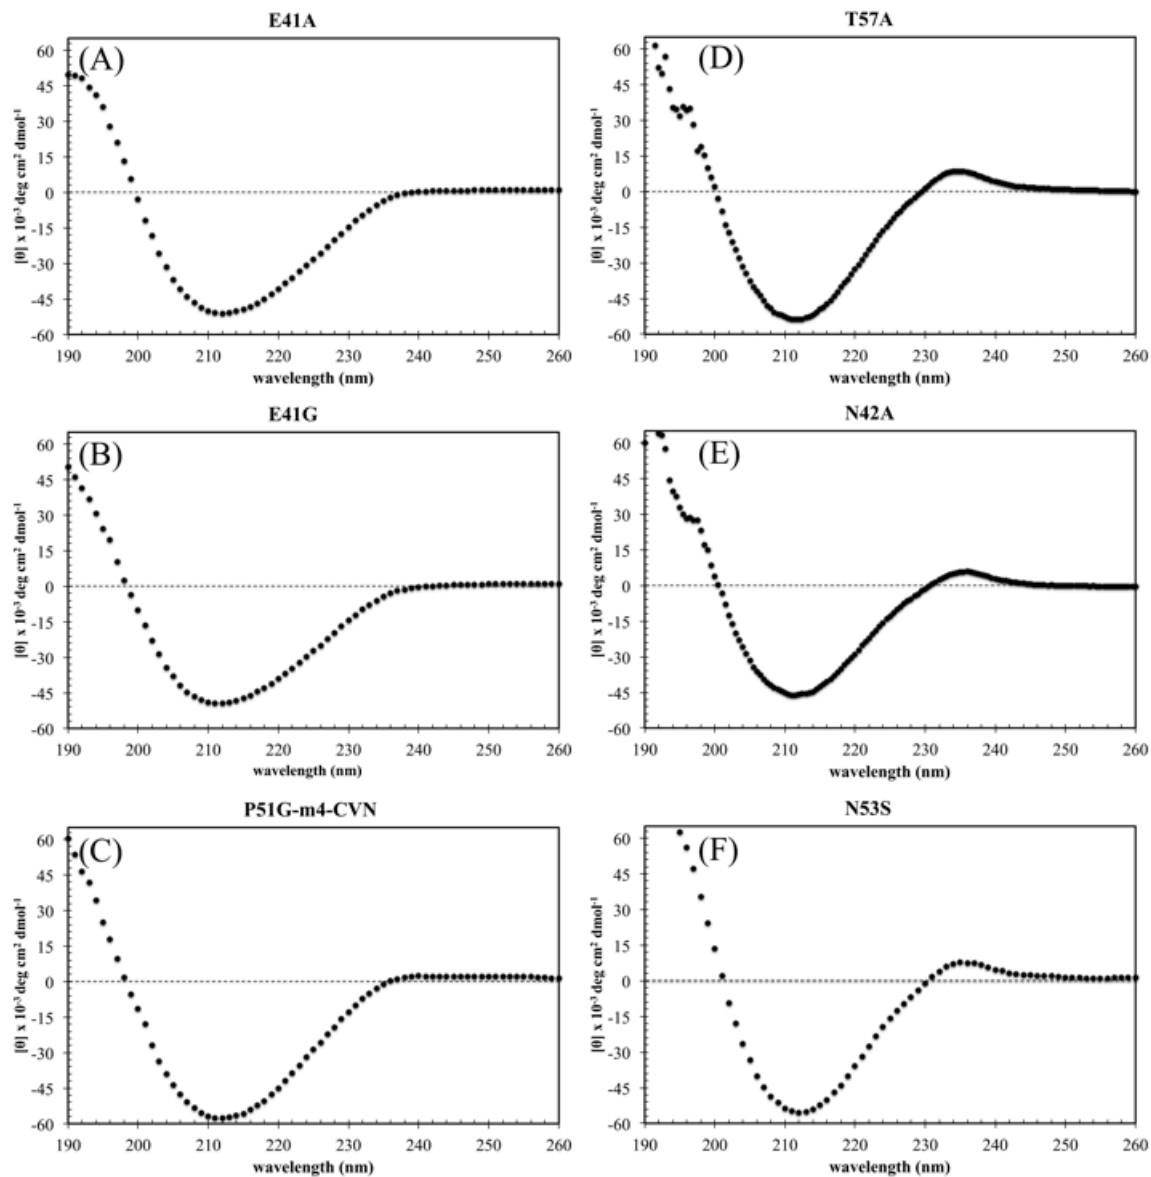 E41A
(A)
60
45
30
15
0
-15
-30
-45
-60
[θ] x 10⁻³ deg cm² dmol⁻¹
190 200 210 220 230 240 250 260
wavelength (nm)
T57A
(D)
60
45
30
15
0
-15
-30
-45
-60
[θ] x 10⁻³ deg cm² dmol⁻¹
190 200 210 220 230 240 250 260
wavelength (nm)
E41G
(B)
60
45
30
15
0
-15
-30
-45
-60
[θ] x 10⁻³ deg cm² dmol⁻¹
190 200 210 220 230 240 250 260
wavelength (nm)
N42A
(E)
60
45
30
15
0
-15
-30
-45
-60
[θ] x 10⁻³ deg cm² dmol⁻¹
190 200 210 220 230 240 250 260
wavelength (nm)
P51G-m4-CVN
(C)
60
45
30
15
0
-15
-30
-45
-60
[θ] x 10⁻³ deg cm² dmol⁻¹
190 200 210 220 230 240 250 260
wavelength (nm)
N53S
(F)
60
45
30
15
0
-15
-30
-45
-60
[θ] x 10⁻³ deg cm² dmol⁻¹
190 200 210 220 230 240 250 260
wavelength (nm)